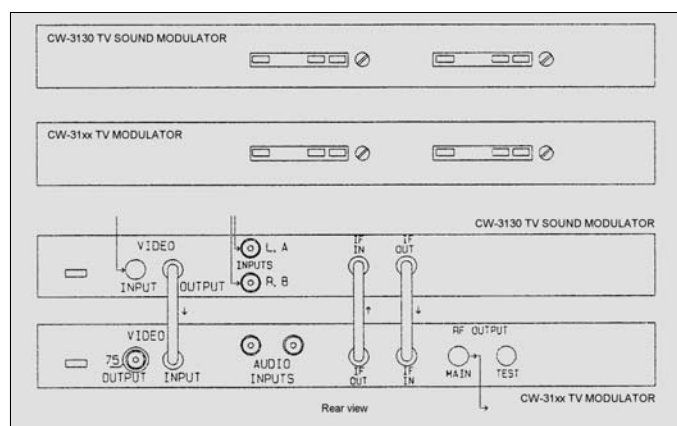 CW-3130 TV SOUND MODULATOR
CW-31xx TV MODULATOR
CW-3130 TV SOUND MODULATOR
VIDEO
INPUT OUTPUT
L. A
INPUTS
R. B
IF IN
IF OUT
VIDEO
75
OUTPUT INPUT
AUDIO INPUTS
IF OUT
IF IN
RF OUTPUT
MAIN TEST
Rear view
CW-31xx TV MODULATOR